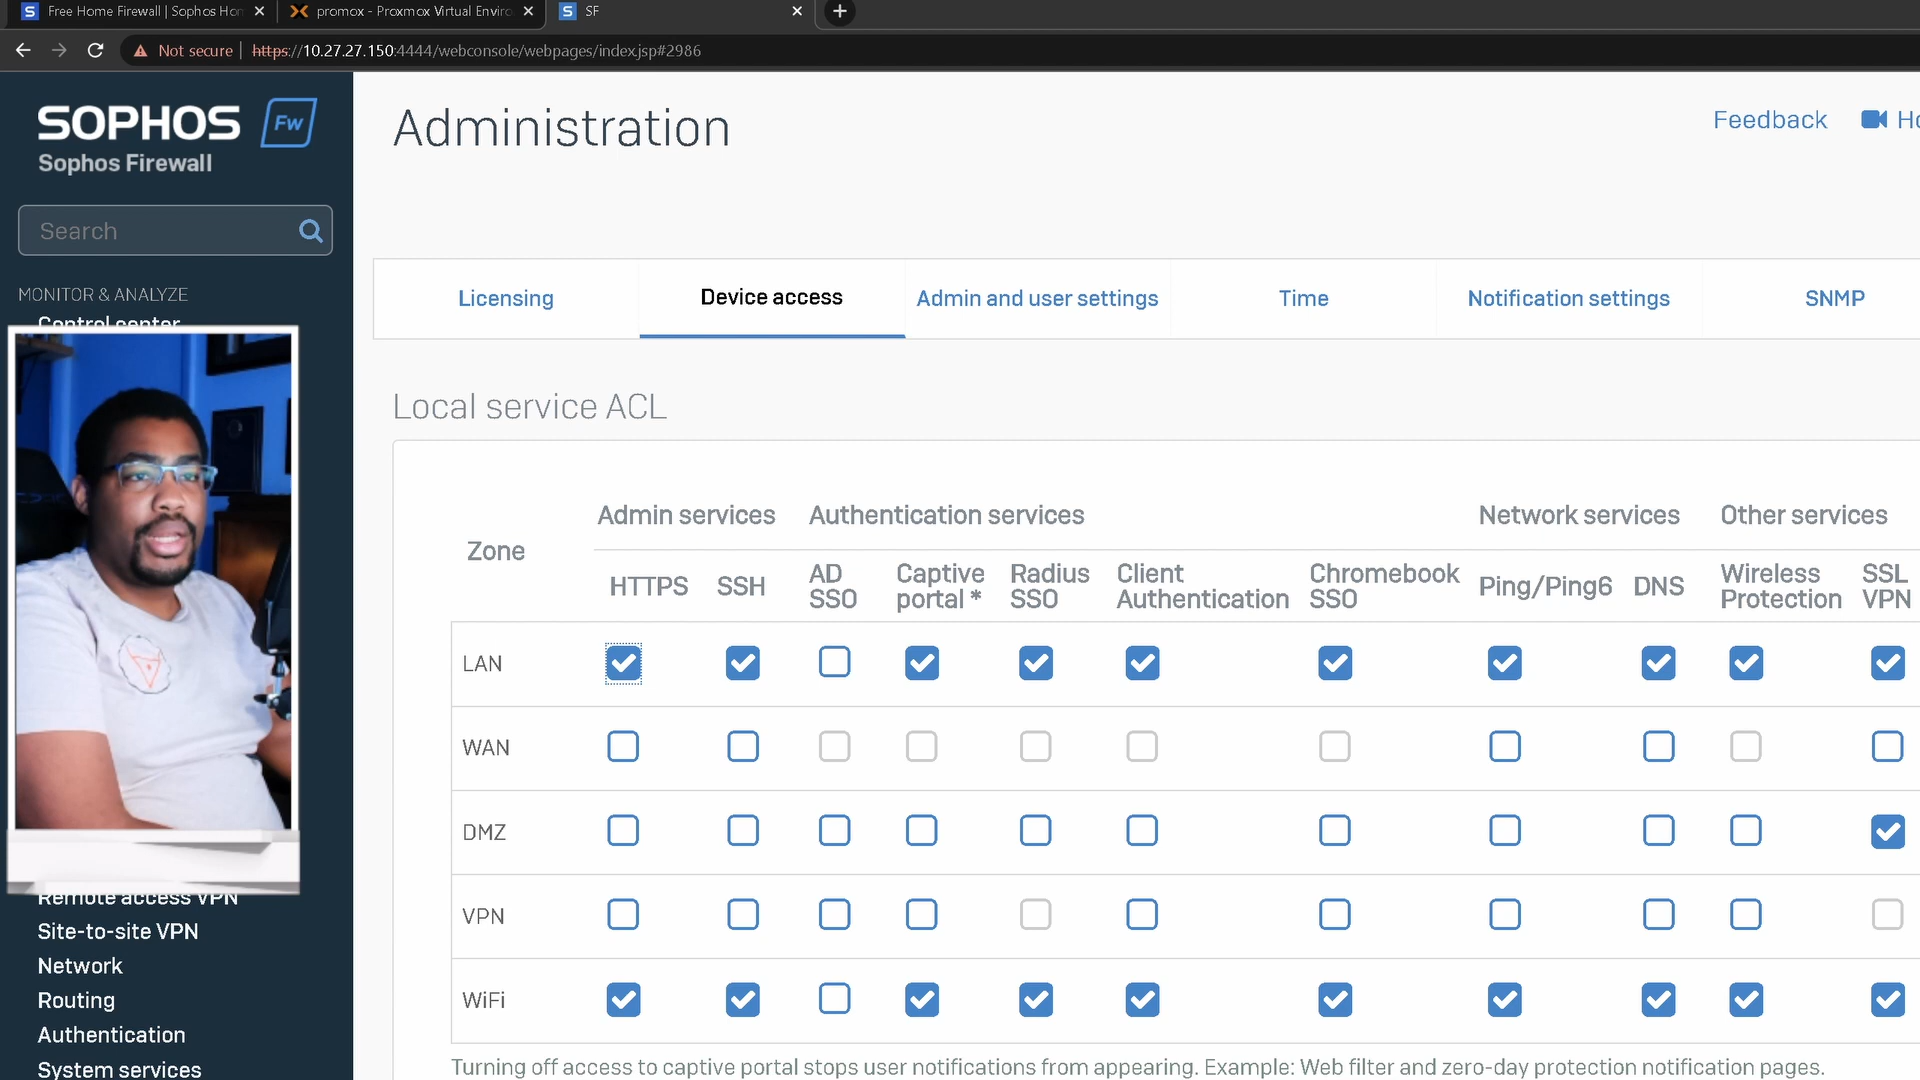 Free Home Firewall | Sophos Hom
promox - Proxmox Virtual Enviro
SF
Not secure | https://10.27.27.150:4444/webconsole/webpages/index.jsp#2986
SOPHOS Fw
Sophos Firewall
Search
MONITOR & ANALYZE
Control center
Remote access VPN
Site-to-site VPN
Network
Routing
Authentication
System services
Administration
Feedback
Licensing Device access Admin and user settings Time Notification settings SNMP
Local service ACL
Zone
Admin services Authentication services Network services Other services
HTTPS SSH AD SSO Captive portal * Radius SSO Client Authentication Chromebook SSO Ping/Ping6 DNS Wireless Protection SSL VPN
LAN
WAN
DMZ
VPN
WiFi
Turning off access to captive portal stops user notifications from appearing. Example: Web filter and zero-day protection notification pages.